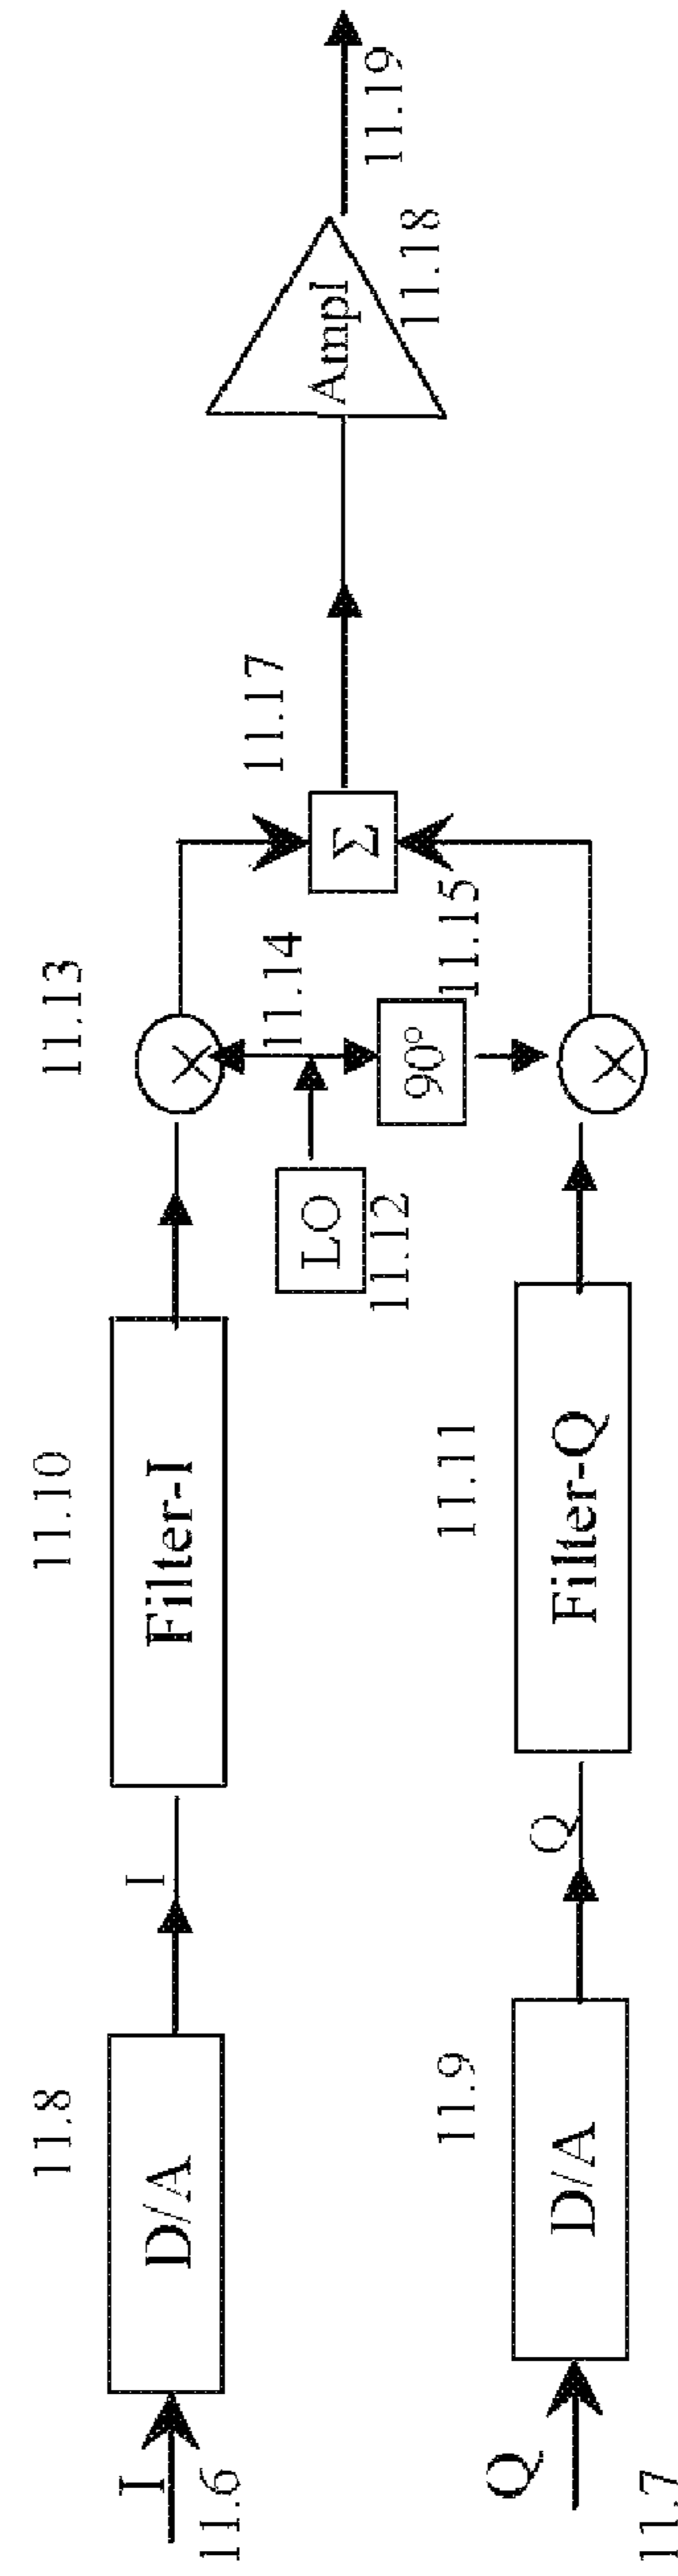 I
11.6
D/A
11.8
I
Filter-I
11.10
X
11.13
LO
11.12
11.14
90°
11.15
Σ
11.17
Ampl
11.18
11.19
Q
11.7
D/A
11.9
Q
Filter-Q
11.11
X